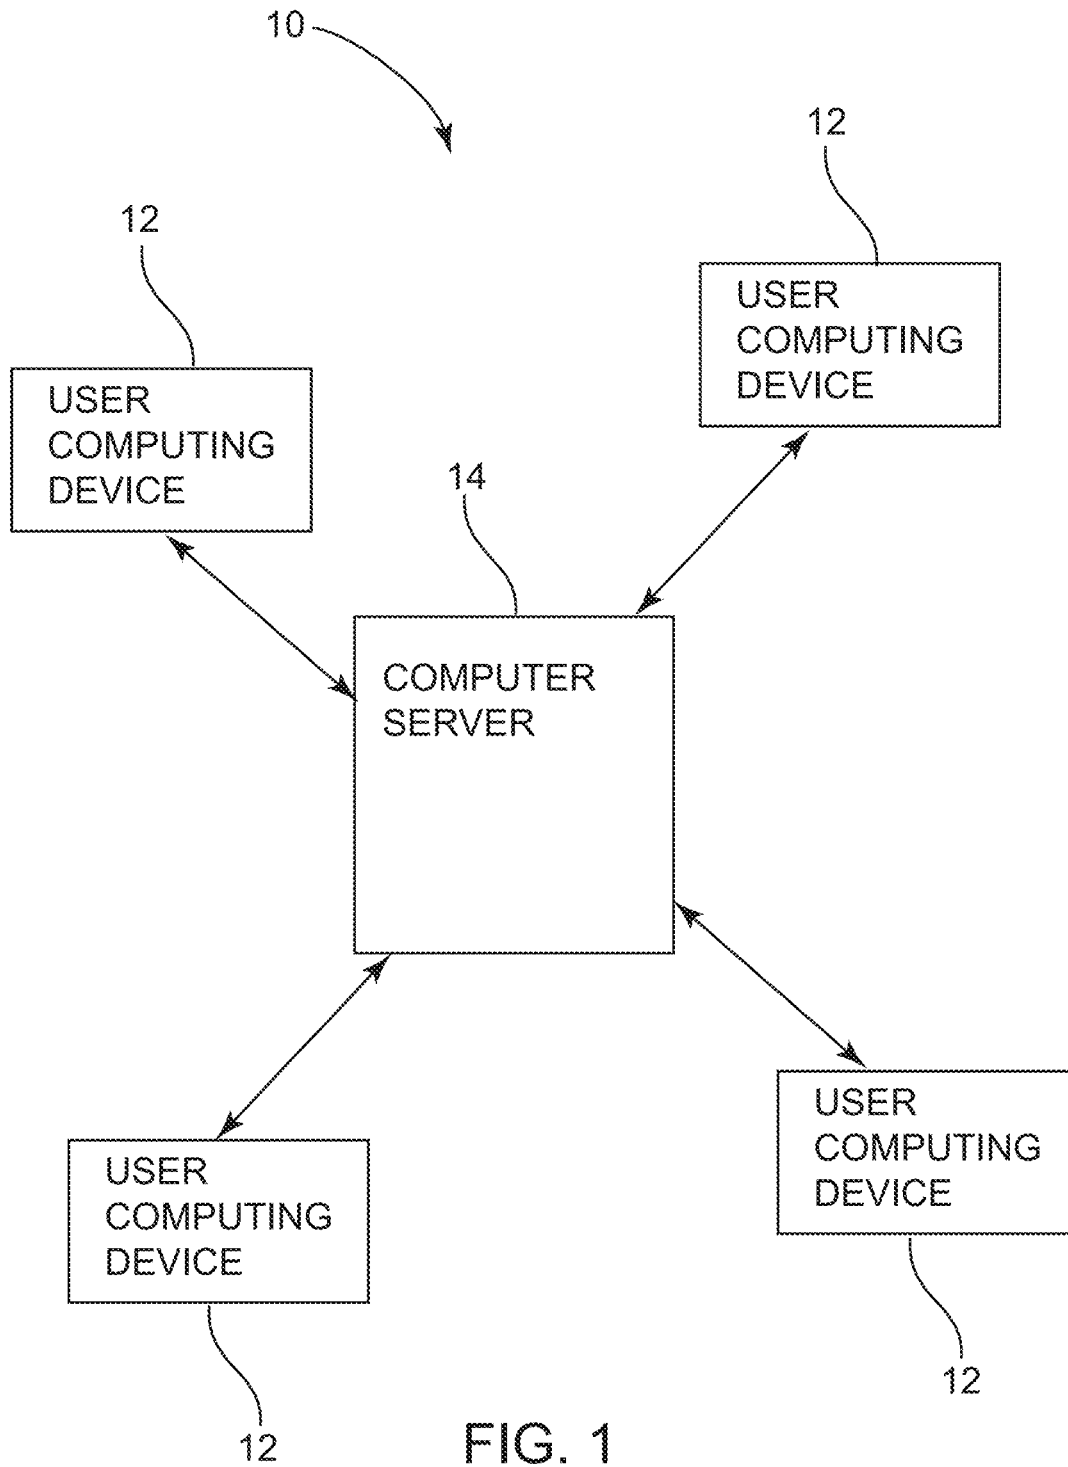 10
12
12
USER
COMPUTING
DEVICE
USER
COMPUTING
DEVICE
14
COMPUTER
SERVER
USER
COMPUTING
DEVICE
USER
COMPUTING
DEVICE
12
12
FIG. 1